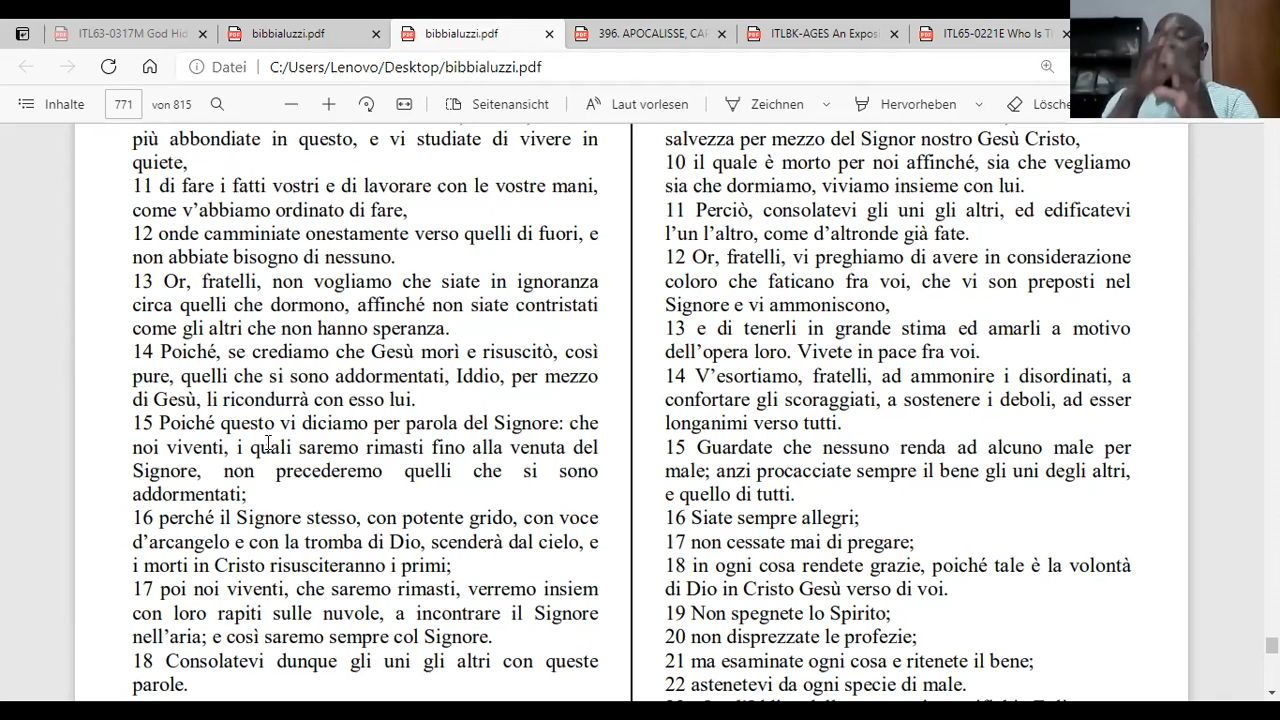 ITL63-0317M God Hid
bibbialuzzi.pdf
bibbialuzzi.pdf
396. APOCALISSE, CAP
ITLBK-AGES An Exposi
ITL65-0221E Who Is T
Datei
C:/Users/Lenovo/Desktop/bibbialuzzi.pdf
Inhalte
771
von 815
Seitenansicht
Laut vorlesen
Zeichnen
Hervorheben
Lösche
più abbondiate in questo, e vi studiate di vivere in
quiete,
11 di fare i fatti vostri e di lavorare con le vostre mani,
come v’abbiamo ordinato di fare,
12 onde camminiate onestamente verso quelli di fuori, e
non abbiate bisogno di nessuno.
13 Or, fratelli, non vogliamo che siate in ignoranza
circa quelli che dormono, affinché non siate contristati
come gli altri che non hanno speranza.
14 Poiché, se crediamo che Gesù morì e risuscitò, così
pure, quelli che si sono addormentati, Iddio, per mezzo
di Gesù, li ricondurrà con esso lui.
15 Poiché questo vi diciamo per parola del Signore: che
noi viventi, i quali saremo rimasti fino alla venuta del
Signore, non precederemo quelli che si sono
addormentati;
16 perché il Signore stesso, con potente grido, con voce
d’arcangelo e con la tromba di Dio, scenderà dal cielo, e
i morti in Cristo risusciteranno i primi;
17 poi noi viventi, che saremo rimasti, verremo insiem
con loro rapiti sulle nuvole, a incontrare il Signore
nell’aria; e così saremo sempre col Signore.
18 Consolatevi dunque gli uni gli altri con queste
parole.
salvezza per mezzo del Signor nostro Gesù Cristo,
10 il quale è morto per noi affinché, sia che vegliamo
sia che dormiamo, viviamo insieme con lui.
11 Perciò, consolatevi gli uni gli altri, ed edificatevi
l’un l’altro, come d’altronde già fate.
12 Or, fratelli, vi preghiamo di avere in considerazione
coloro che faticano fra voi, che vi son preposti nel
Signore e vi ammoniscono,
13 e di tenerli in grande stima ed amarli a motivo
dell’opera loro. Vivete in pace fra voi.
14 V’esortiamo, fratelli, ad ammonire i disordinati, a
confortare gli scoraggiati, a sostenere i deboli, ad esser
longanimi verso tutti.
15 Guardate che nessuno renda ad alcuno male per
male; anzi procacciate sempre il bene gli uni degli altri,
e quello di tutti.
16 Siate sempre allegri;
17 non cessate mai di pregare;
18 in ogni cosa rendete grazie, poiché tale è la volontà
di Dio in Cristo Gesù verso di voi.
19 Non spegnete lo Spirito;
20 non disprezzate le profezie;
21 ma esaminate ogni cosa e ritenete il bene;
22 astenetevi da ogni specie di male.